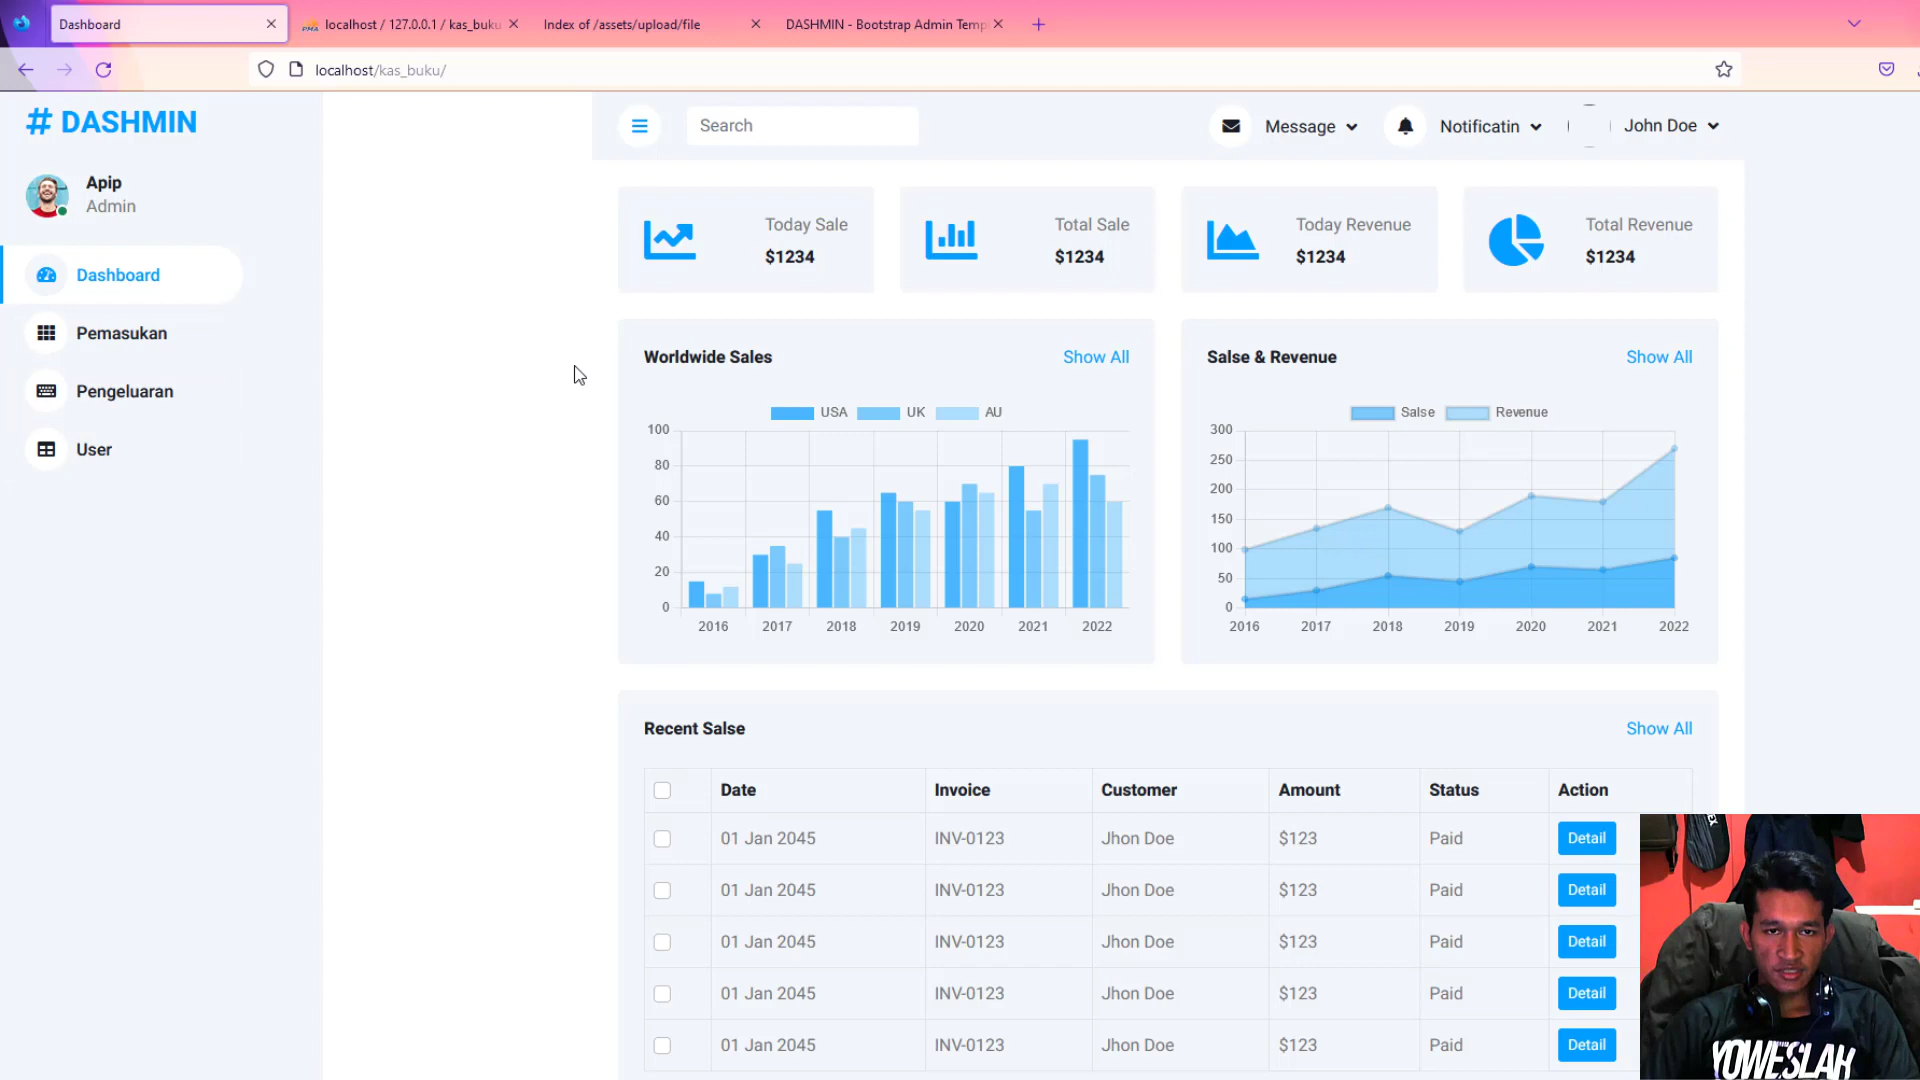 Dashboard
localhost / 127.0.0.1 / kas_buku
Index of /assets/upload/file
DASHMIN - Bootstrap Admin Temp
localhost/kas_buku/
# DASHMIN
Search
Message
Notificatin
John Doe
Apip
Admin
Dashboard
Pemasukan
Pengeluaran
User
Today Sale
$1234
Total Sale
$1234
Today Revenue
$1234
Total Revenue
$1234
Worldwide Sales
Show All
USA UK AU
100
80
60
40
20
0
2016 2017 2018 2019 2020 2021 2022
Salse & Revenue
Show All
Salse Revenue
300
250
200
150
100
50
0
2016 2017 2018 2019 2020 2021 2022
Recent Salse
Show All
Date Invoice Customer Amount Status Action
01 Jan 2045 INV-0123 Jhon Doe $123 Paid Detail
01 Jan 2045 INV-0123 Jhon Doe $123 Paid Detail
01 Jan 2045 INV-0123 Jhon Doe $123 Paid Detail
01 Jan 2045 INV-0123 Jhon Doe $123 Paid Detail
01 Jan 2045 INV-0123 Jhon Doe $123 Paid Detail
YOWESLAH